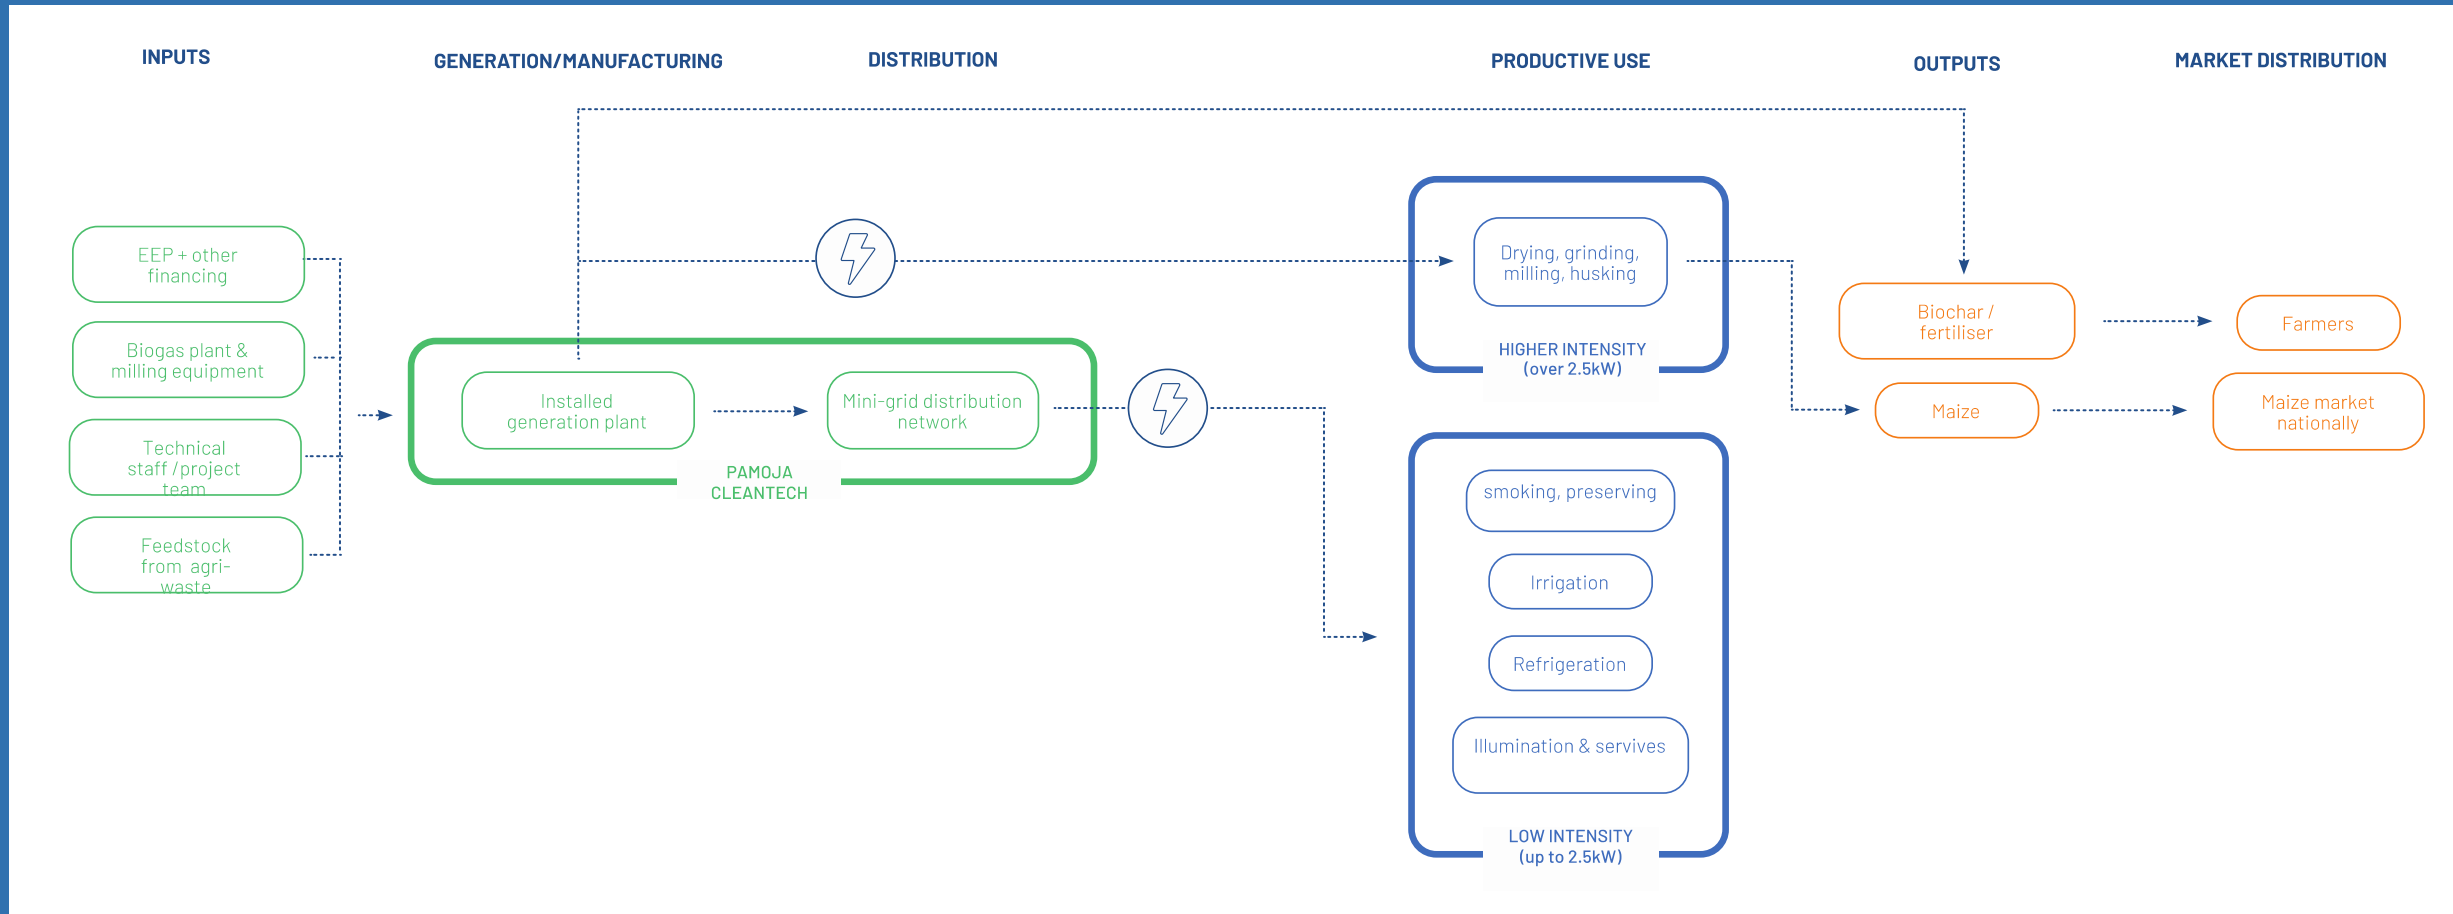 INPUTS
GENERATION/MANUFACTURING
DISTRIBUTION
PRODUCTIVE USE
OUTPUTS
MARKET DISTRIBUTION
EEP + other
financing
Biogas plant &
milling equipment
Technical
staff /project
team
Feedstock
from agri-
waste
Installed
generation plant
Mini-grid distribution
network
PAMOJA
CLEANTECH
Drying, grinding,
milling, husking
HIGHER INTENSITY
(over 2.5kW)
smoking, preserving
Irrigation
Refrigeration
Illumination & servives
LOW INTENSITY
(up to 2.5kW)
Biochar /
fertiliser
Maize
Farmers
Maize market
nationally